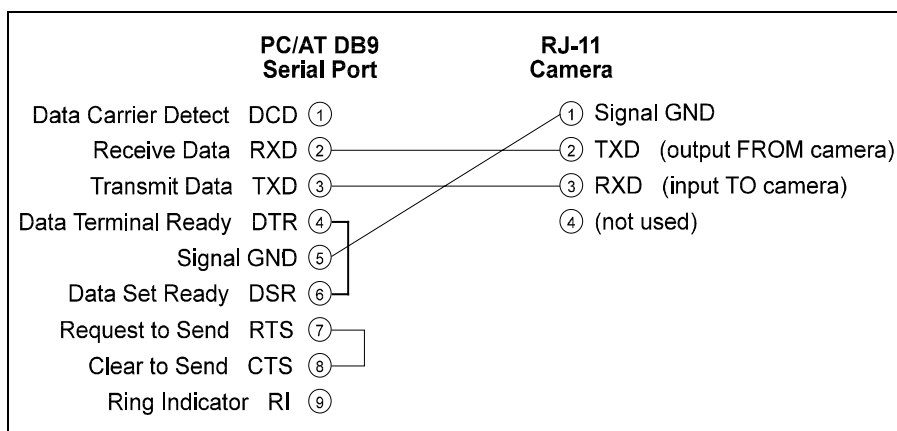 PC/AT DB9 RJ-11
Serial Port Camera
Data Carrier Detect DCD 1 1 Signal GND
Receive Data RXD 2 2 TXD (output FROM camera)
Transmit Data TXD 3 3 RXD (input TO camera)
Data Terminal Ready DTR 4 4 (not used)
Signal GND 5
Data Set Ready DSR 6
Request to Send RTS 7
Clear to Send CTS 8
Ring Indicator RI 9